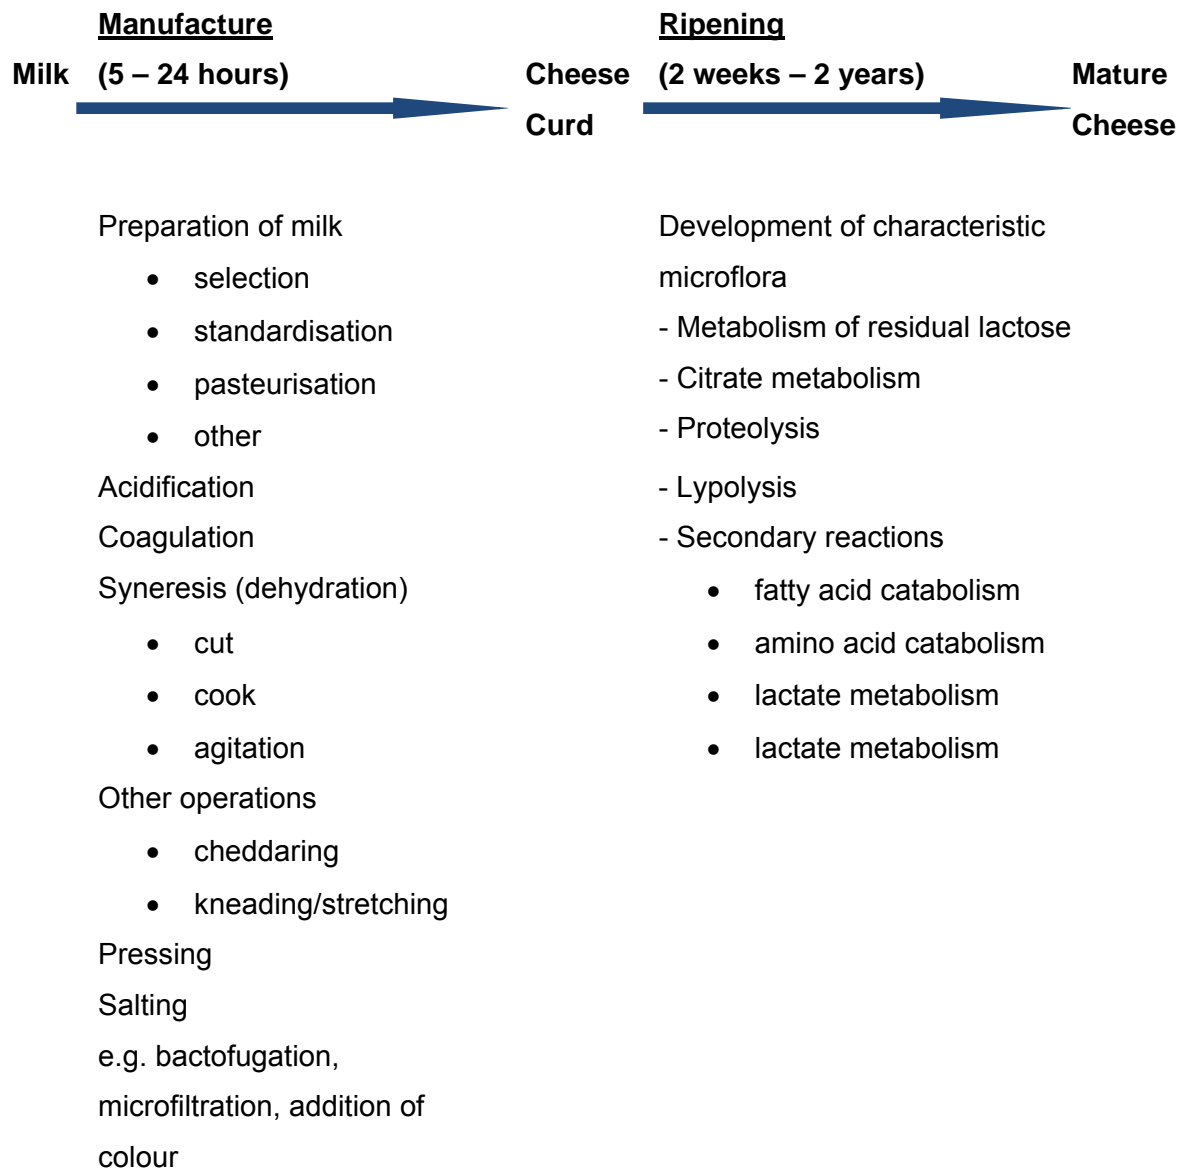 Manufacture
Ripening
Milk (5 – 24 hours) Cheese (2 weeks – 2 years) Mature
Curd Cheese
Preparation of milk
• selection
• standardisation
• pasteurisation
• other
Acidification
Coagulation
Syneresis (dehydration)
• cut
• cook
• agitation
Other operations
• cheddaring
• kneading/stretching
Pressing
Salting
e.g. bactofugation,
microfiltration, addition of
colour
Development of characteristic
microflora
- Metabolism of residual lactose
- Citrate metabolism
- Proteolysis
- Lypolysis
- Secondary reactions
• fatty acid catabolism
• amino acid catabolism
• lactate metabolism
• lactate metabolism